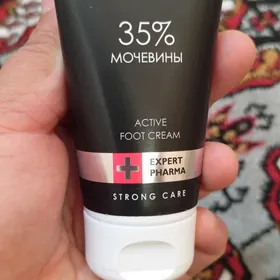 35%
МОЧЕВИНЫ
ACTIVE
FOOT CREAM
EXPERT
PHARMA
STRONG CARE